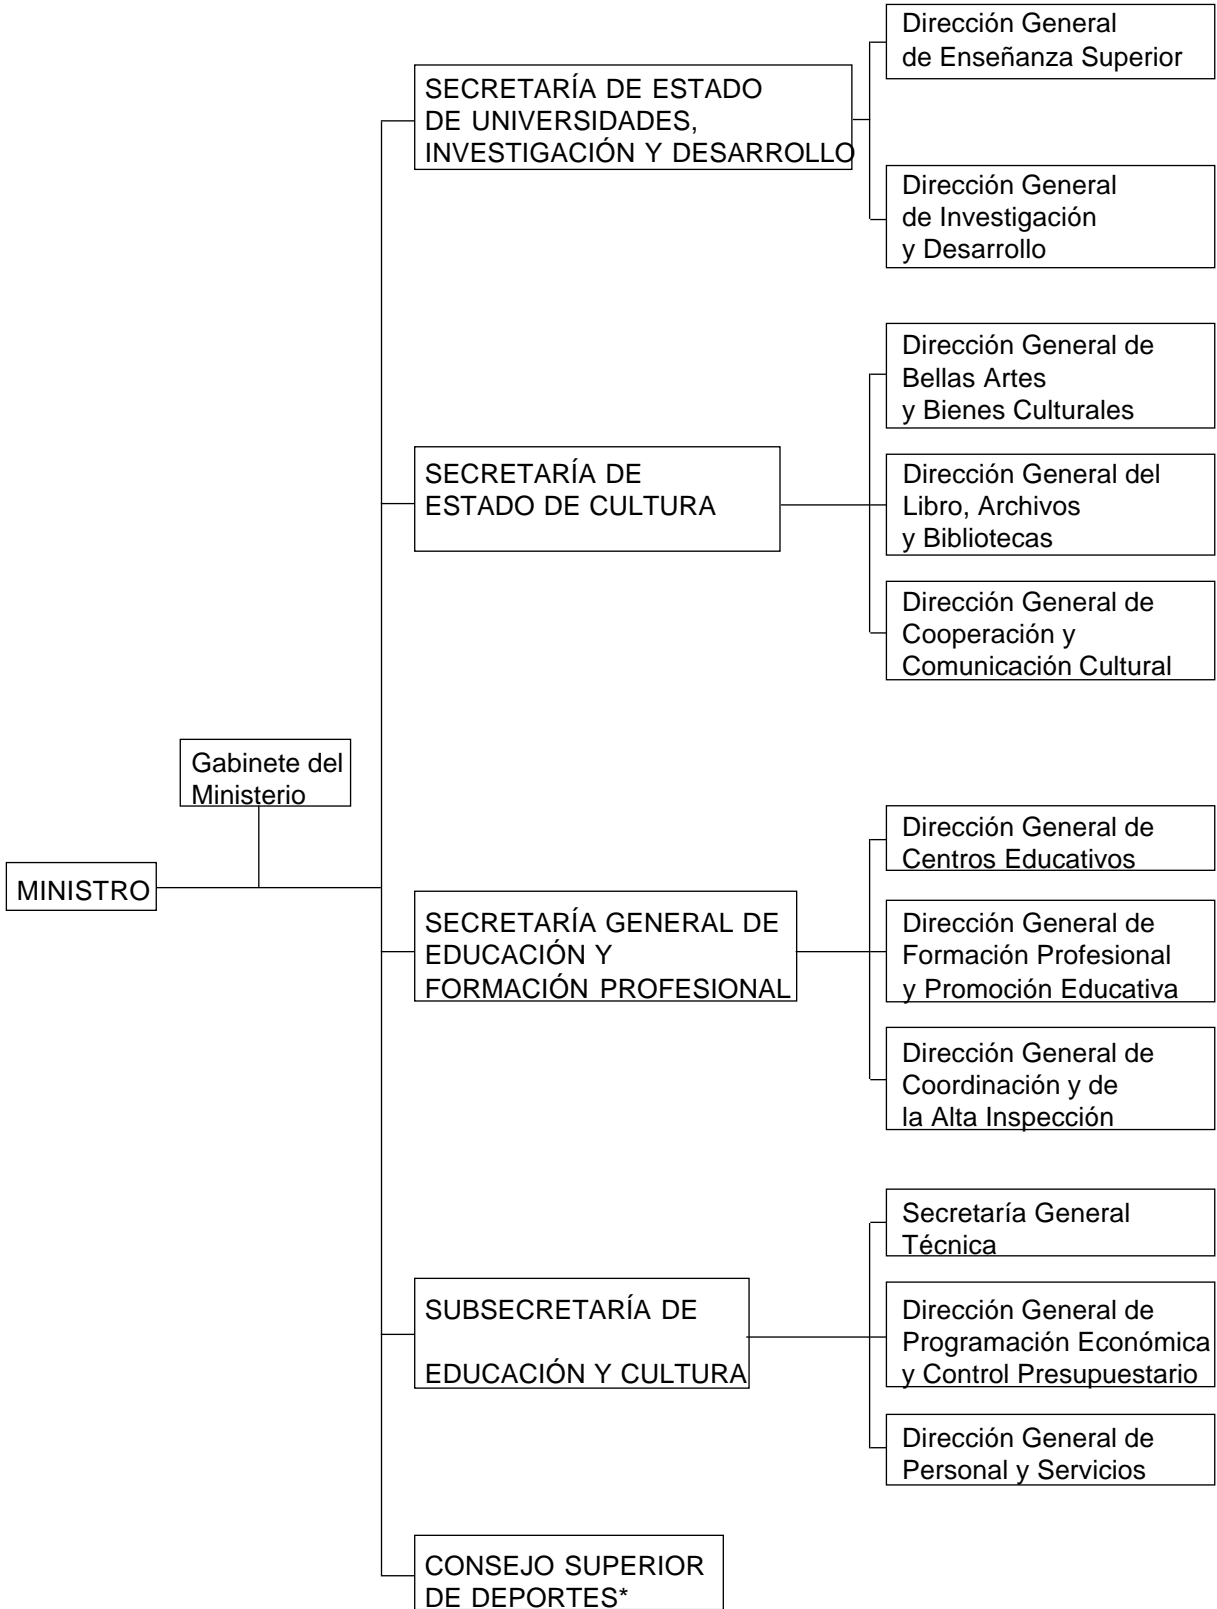 Dirección General
de Enseñanza Superior
SECRETARÍA DE ESTADO
DE UNIVERSIDADES,
INVESTIGACIÓN Y DESARROLLO
Dirección General
de Investigación
y Desarrollo
Dirección General de
Bellas Artes
y Bienes Culturales
SECRETARÍA DE
ESTADO DE CULTURA
Dirección General del
Libro, Archivos
y Bibliotecas
Dirección General de
Cooperación y
Comunicación Cultural
Gabinete del
Ministerio
MINISTRO
Dirección General de
Centros Educativos
SECRETARÍA GENERAL DE
EDUCACIÓN Y
FORMACIÓN PROFESIONAL
Dirección General de
Formación Profesional
y Promoción Educativa
Dirección General de
Coordinación y de
la Alta Inspección
Secretaría General
Técnica
SUBSECRETARÍA DE
EDUCACIÓN Y CULTURA
Dirección General de
Programación Económica
y Control Presupuestario
Dirección General de
Personal y Servicios
CONSEJO SUPERIOR
DE DEPORTES*